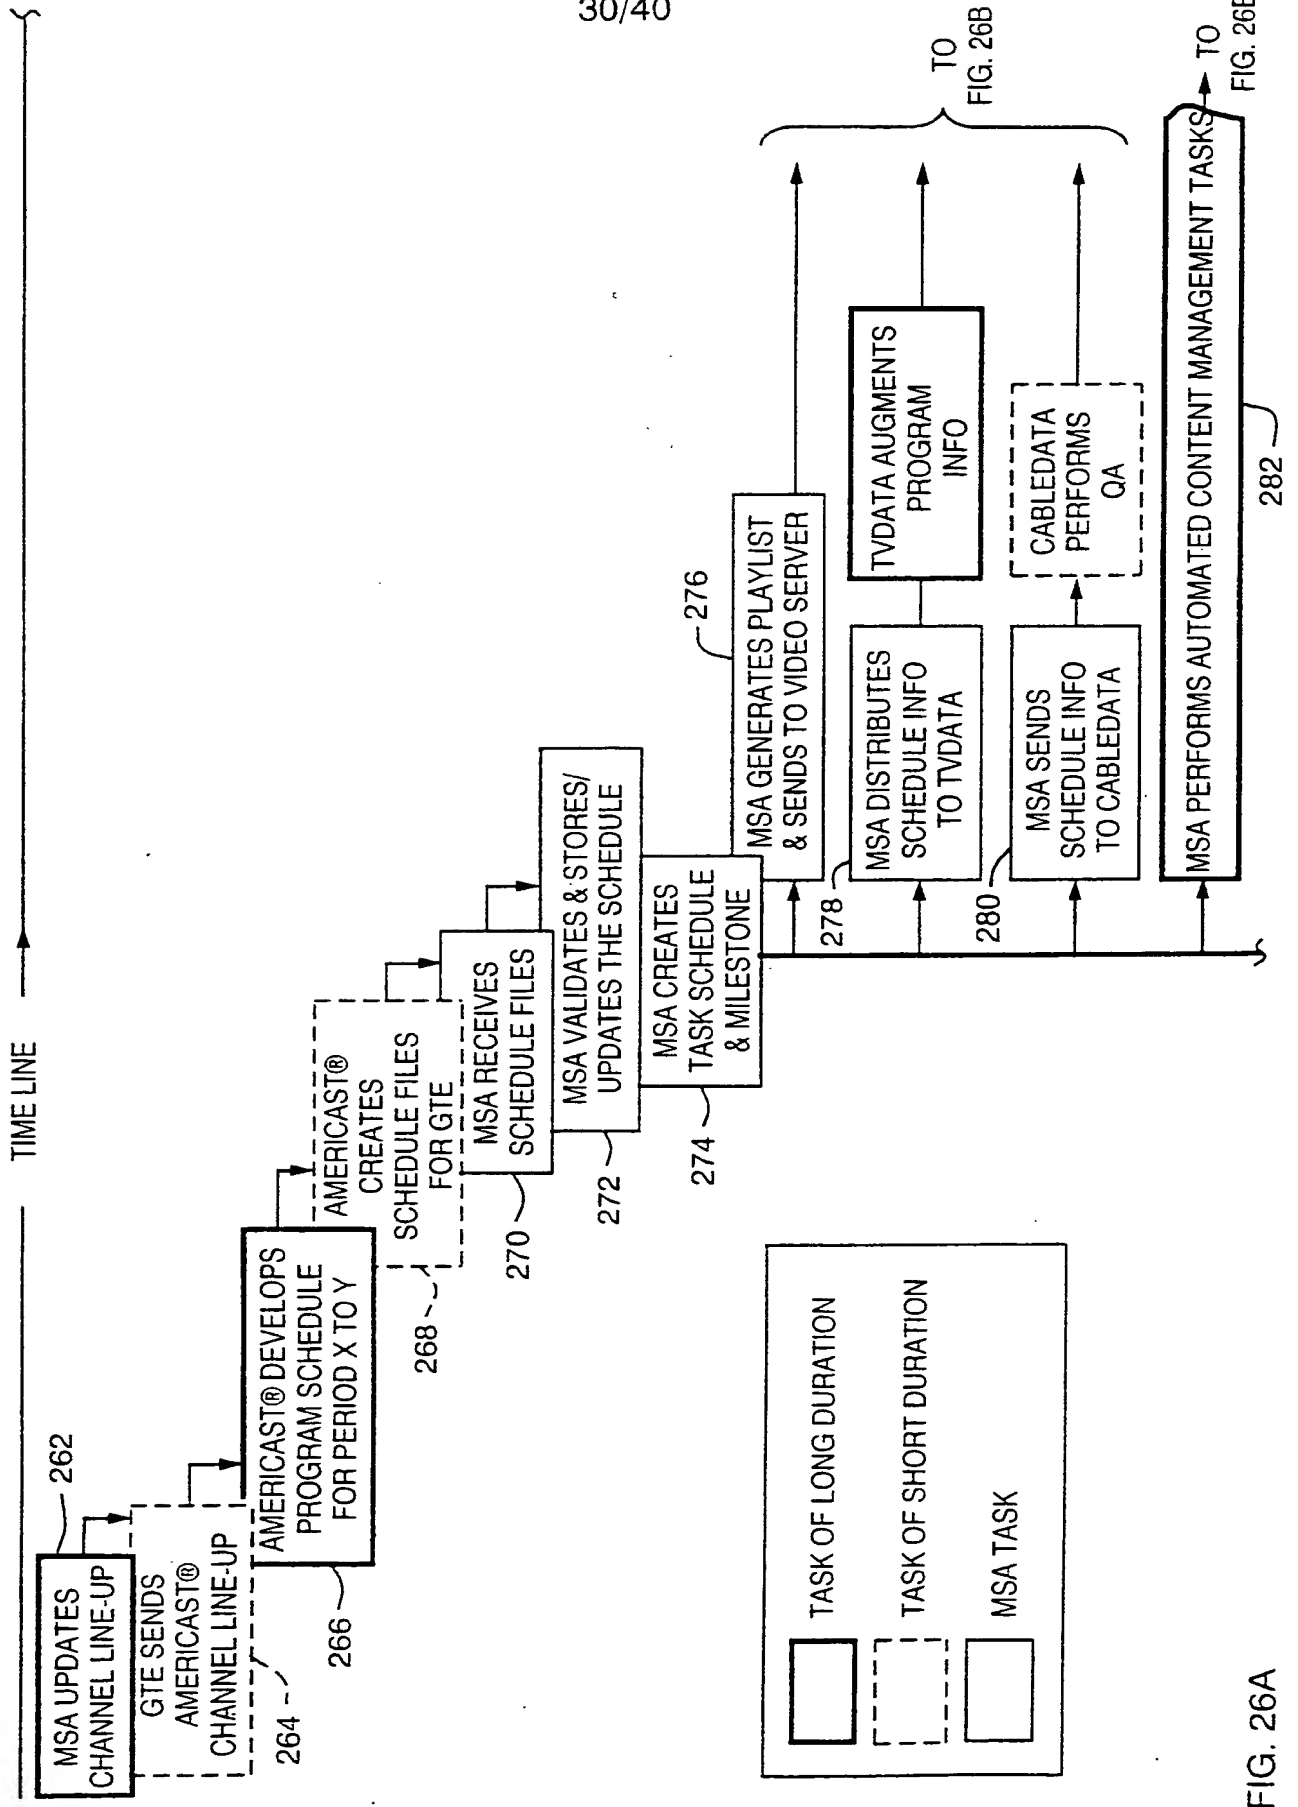 30/40
TIME LINE
MSA UPDATES
CHANNEL LINE-UP
262
GTE SENDS
AMERICAST®
CHANNEL LINE-UP
264
AMERICAST® DEVELOPS
PROGRAM SCHEDULE
FOR PERIOD X TO Y
266
AMERICAST®
CREATES
SCHEDULE FILES
FOR GTE
268
MSA RECEIVES
SCHEDULE FILES
270
MSA VALIDATES & STORES/
UPDATES THE SCHEDULE
272
MSA CREATES
TASK SCHEDULE
& MILESTONE
274
MSA GENERATES PLAYLIST
& SENDS TO VIDEO SERVER
276
MSA DISTRIBUTES
SCHEDULE INFO
TO TVDATA
278
TVDATA AUGMENTS
PROGRAM
INFO
MSA SENDS
SCHEDULE INFO
TO CABLEDATA
280
CABLEDATA
PERFORMS
QA
TO
FIG. 26B
MSA PERFORMS AUTOMATED CONTENT MANAGEMENT TASKS
282
TO
FIG. 26B
TASK OF LONG DURATION
TASK OF SHORT DURATION
MSA TASK
FIG. 26A